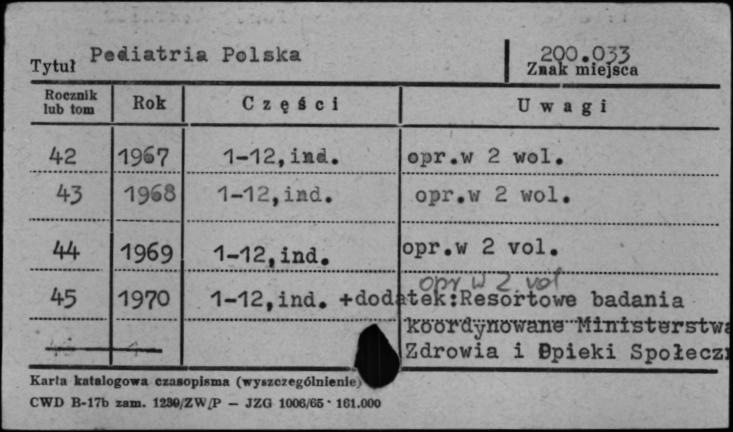 Tytuł Pediatria Polska 200.033
Znak miejsca
Rocznik lub tom Rok Części Uwagi
42 1967 1-12,ind. opr.w 2 wol.
43 1968 1-12,ind. opr.w 2 wol.
44 1969 1-12,ind. opr.w 2 vol.
opr w 2 vol
45 1970 1-12,ind. +dodatek:Resortowe badania
koordynowane Ministerstwa
Zdrowia i Opieki Społecz
Karta katalogowa czasopisma (wyszczególnienie)
CWD B-17b zam. 1230/ZW/P — JZG 1006/65 · 161.000